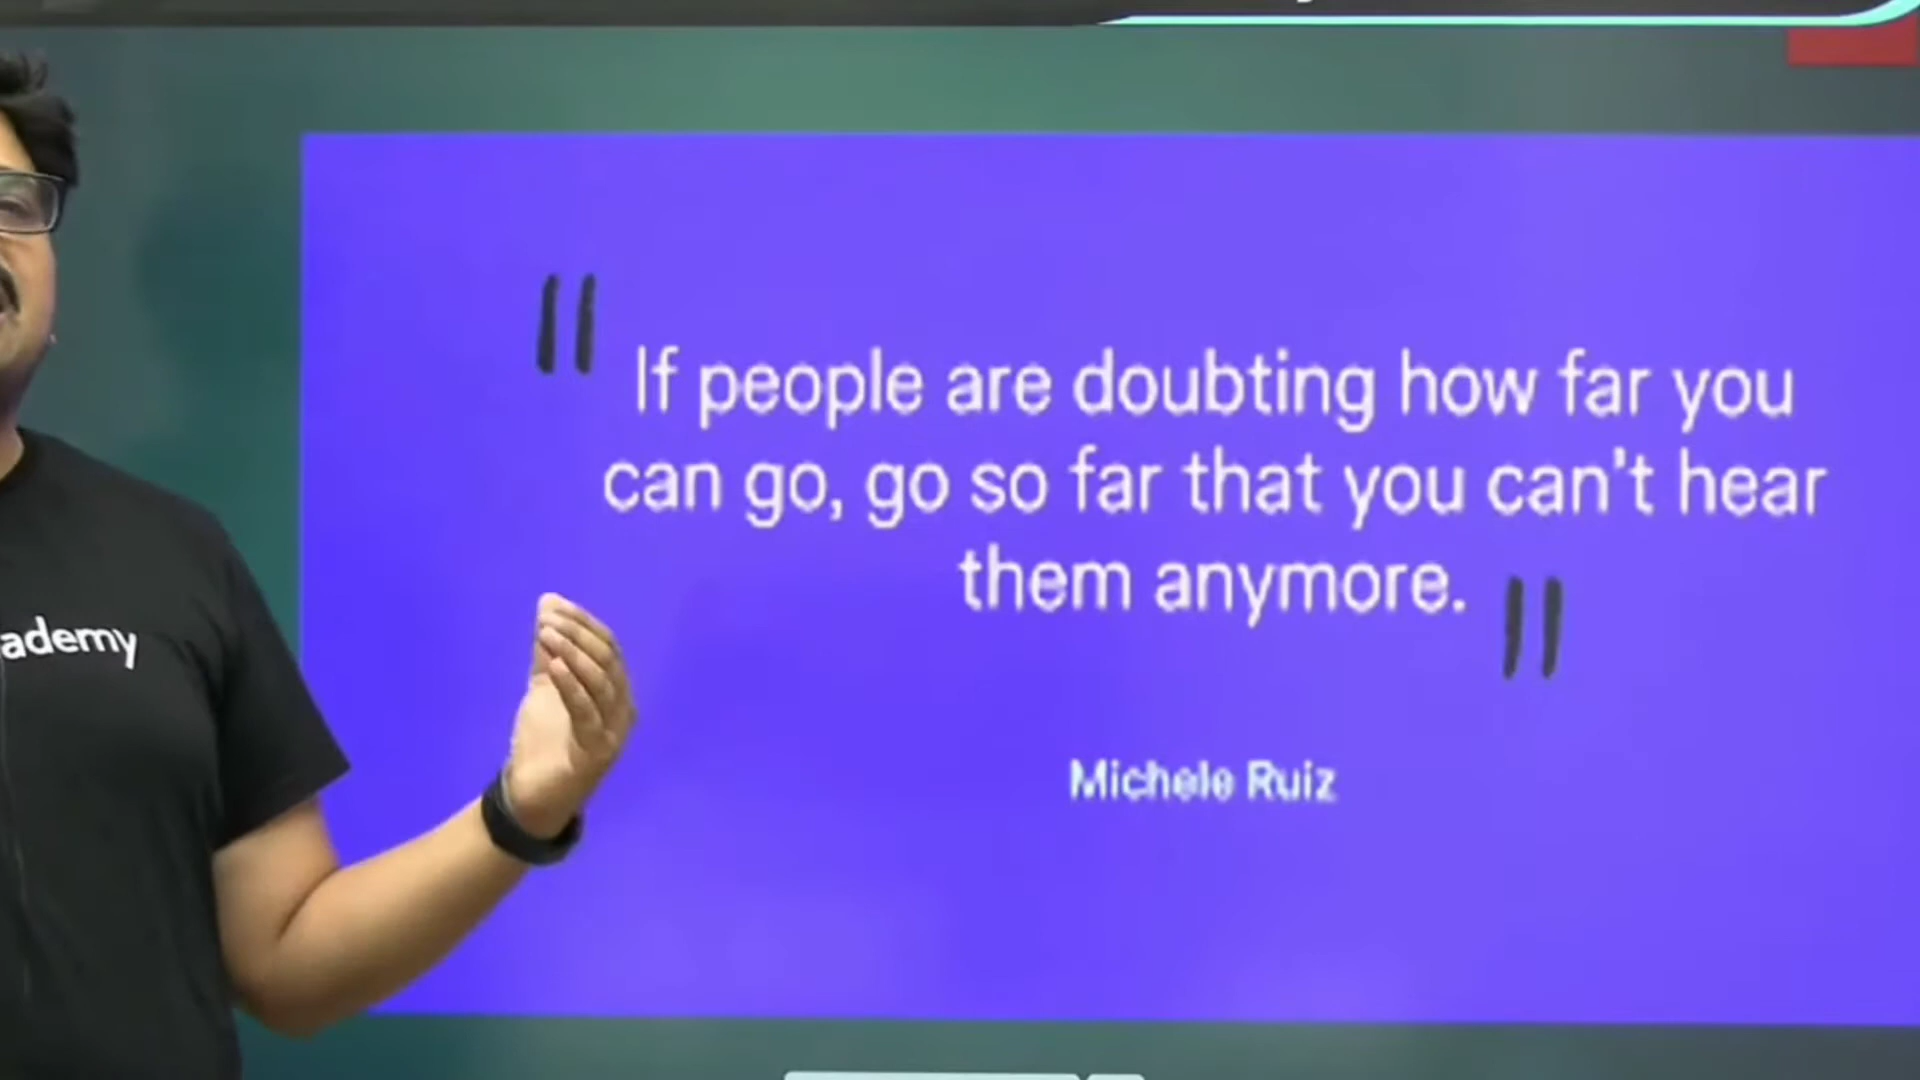 If people are doubting how far you
can go, go so far that you can't hear
them anymore.
Michele Ruiz
ademy